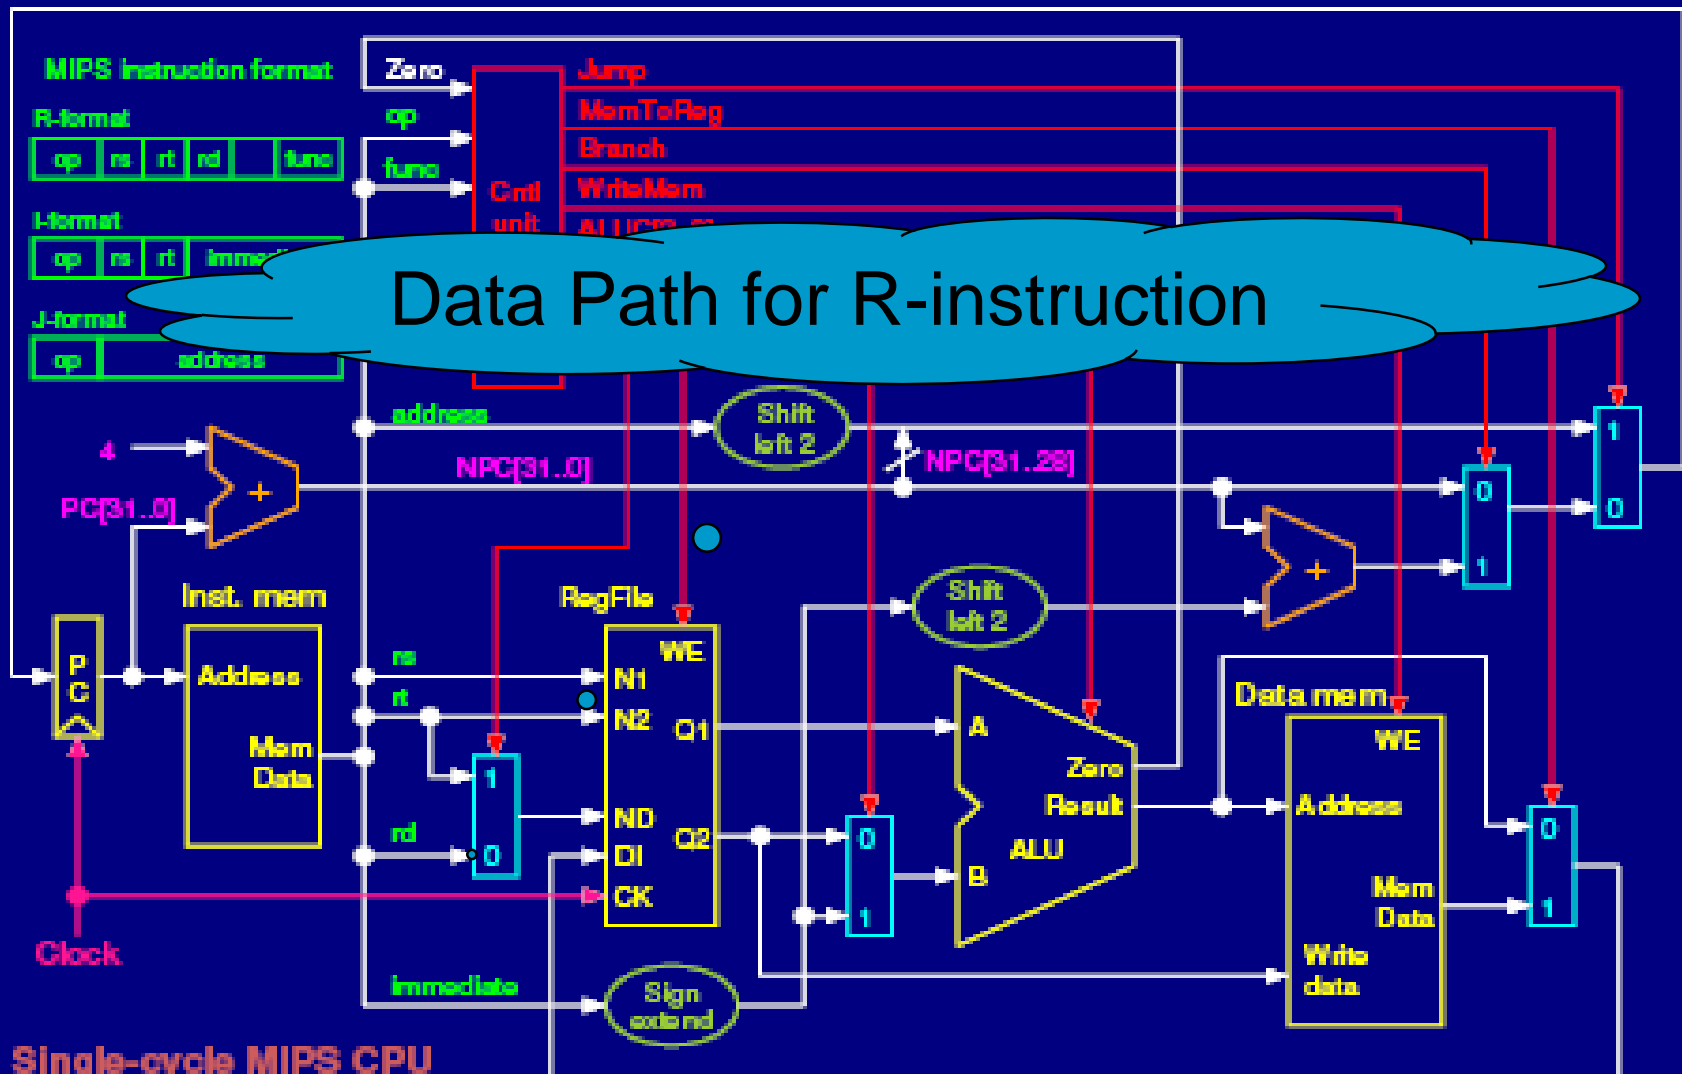 MIPS instruction format
Zero
Jump
R-format
op
MemToReg
op rs rt rd func
func
Branch
Cntl
unit
WriteMem
I-format
op rs rt
Data Path for R-instruction
J-format
op address
address
Shift
left 2
4
NPC[31..0]
NPC[31..28]
1
0
PC[31..0]
+
0
1
+
Inst. mem
RegFile
Shift
left 2
P
C
Address
Mem
Data
rs
rt
rd
1
0
WE
N1
N2
Q1
ND
Q2
DI
CK
0
1
A
Zero
Result
ALU
B
Data mem
WE
Address
Mem
Data
Write
data
0
1
Clock
immediate
Sign
extend
Single-cycle MIPS CPU